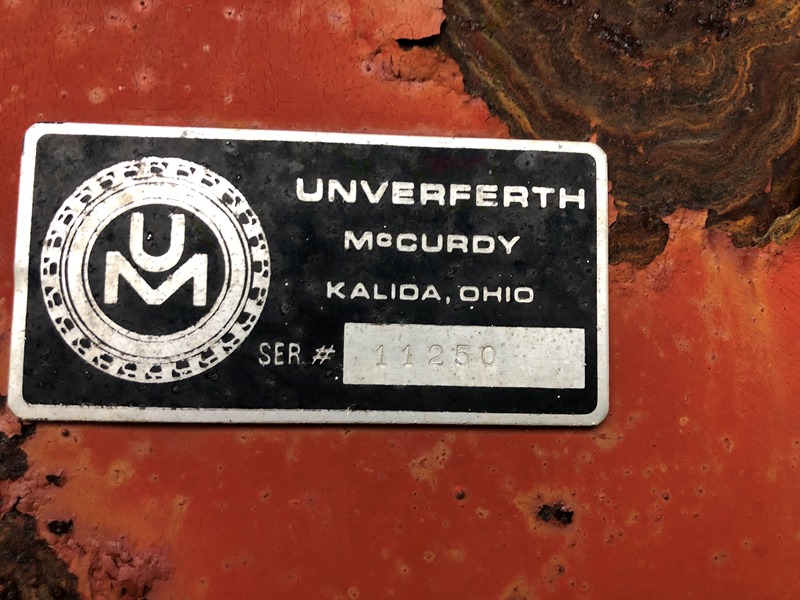 UM
UNVERFERTH
McCURDY
KALIDA, OHIO
SER # 11250